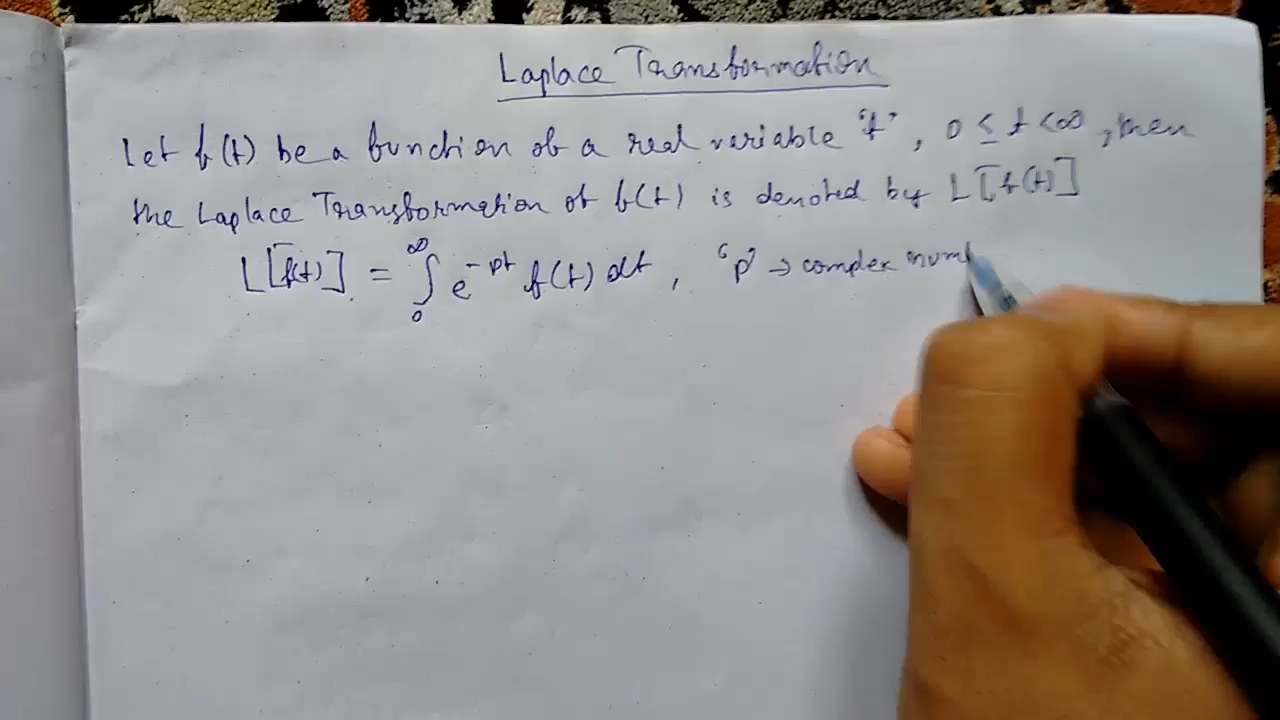 Laplace Transformation
Let f(t) be a function of a real variable 't', 0 ≤ t < ∞, then
the Laplace Transformation of f(t) is denoted by L[f(t)]
L[f(t)] = ∫₀^∞ e^{-pt} f(t) dt, 'p' → complex numb